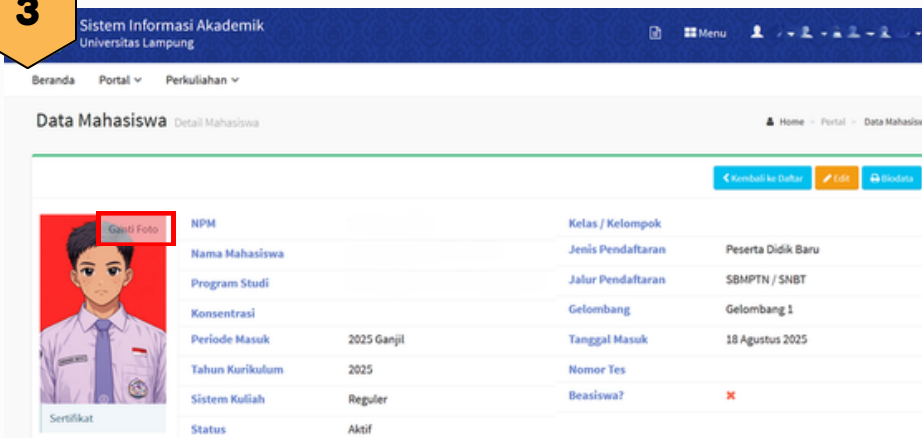 3
Sistem Informasi Akademik
Universitas Lampung
Menu
Beranda Portal Perkuliahan
Data Mahasiswa Detail Mahasiswa
Home Portal Data Mahasisw
Kembali ke Daftar Edit Biodata
Ganti Foto
Sertifikat
NPM
Nama Mahasiswa
Program Studi
Konsentrasi
Periode Masuk 2025 Ganjil
Tahun Kurikulum 2025
Sistem Kuliah Reguler
Status Aktif
Kelas / Kelompok
Jenis Pendaftaran Peserta Didik Baru
Jalur Pendaftaran SBMPTN / SNBT
Gelombang Gelombang 1
Tanggal Masuk 18 Agustus 2025
Nomor Tes
Beasiswa?